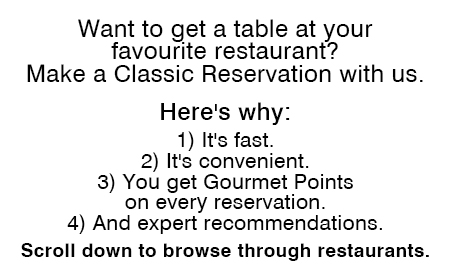 Want to get a table at your
favourite restaurant?
Make a Classic Reservation with us.
Here's why:
1) It's fast.
2) It's convenient.
3) You get Gourmet Points
on every reservation.
4) And expert recommendations.
Scroll down to browse through restaurants.